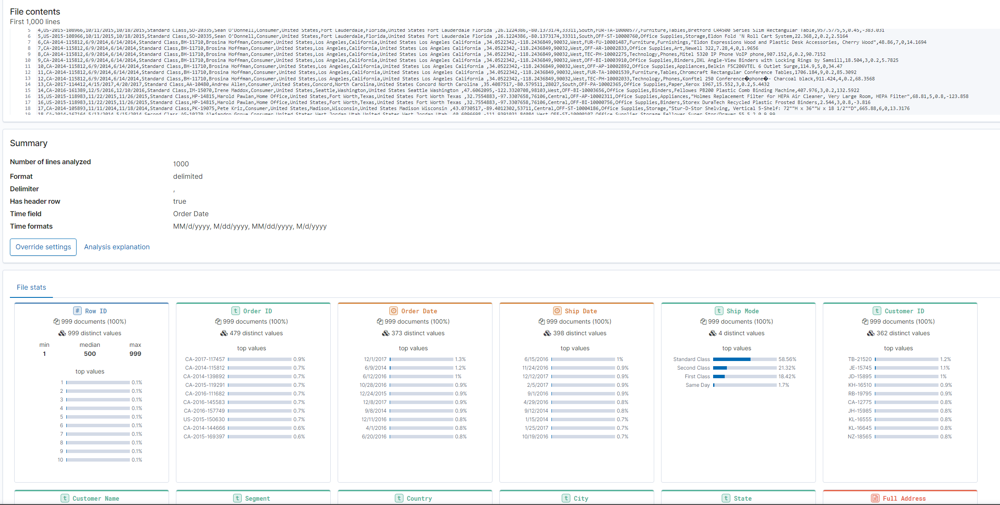 File contents
First 1,000 lines
5 4,US-2015-108966,10/11/2015,10/18/2015,Standard Class,SO-20335,Sean O'Donnell,Consumer,United States,Fort Lauderdale,Florida,United States Fort Lauderdale Florida ,26.1224386,-80.1373174,33311,South,FUR-TA-10000577,Furniture,Tables,Bretford CR4500 Series Slim Rectangular Table,957.5775,5,0.45,-383.031
6 5,US-2015-108966,10/11/2015,10/18/2015,Standard Class,SO-20335,Sean O'Donnell,Consumer,United States,Fort Lauderdale,Florida,United States Fort Lauderdale Florida ,26.1224386,-80.1373174,33311,South,OFF-ST-10000760,Office Supplies,Storage,Eldon Fold 'N Roll Cart System,22.368,2,0.2,2.5164
7 6,CA-2014-115812,6/9/2014,6/14/2014,Standard Class,BH-11710,Brosina Hoffman,Consumer,United States,Los Angeles,California,United States Los Angeles California ,34.0522342,-118.2436849,90032,West,FUR-FU-10001487,Furniture,Furnishings,"Eldon Expressions Wood and Plastic Desk Accessories, Cherry Wood",48.86,7,0,14.1694
8 7,CA-2014-115812,6/9/2014,6/14/2014,Standard Class,BH-11710,Brosina Hoffman,Consumer,United States,Los Angeles,California,United States Los Angeles California ,34.0522342,-118.2436849,90032,West,OFF-AR-10002833,Office Supplies,Art,Newell 322,7.28,4,0,1.9656
9 8,CA-2014-115812,6/9/2014,6/14/2014,Standard Class,BH-11710,Brosina Hoffman,Consumer,United States,Los Angeles,California,United States Los Angeles California ,34.0522342,-118.2436849,90032,West,TEC-PH-10002275,Technology,Phones,Mitel 5320 IP Phone VoIP phone,907.152,6,0.2,90.7152
10 9,CA-2014-115812,6/9/2014,6/14/2014,Standard Class,BH-11710,Brosina Hoffman,Consumer,United States,Los Angeles,California,United States Los Angeles California ,34.0522342,-118.2436849,90032,West,OFF-BI-10003910,Office Supplies,Binders,DXL Angle-View Binders with Locking Rings by Samsill,18.504,3,0.2,5.7825
11 10,CA-2014-115812,6/9/2014,6/14/2014,Standard Class,BH-11710,Brosina Hoffman,Consumer,United States,Los Angeles,California,United States Los Angeles California ,34.0522342,-118.2436849,90032,West,OFF-AP-10002892,Office Supplies,Appliances,Belkin F5C206VTEL 6 Outlet Surge,114.9,5,0,34.47
12 11,CA-2014-115812,6/9/2014,6/14/2014,Standard Class,BH-11710,Brosina Hoffman,Consumer,United States,Los Angeles,California,United States Los Angeles California ,34.0522342,-118.2436849,90032,West,FUR-TA-10001539,Furniture,Tables,Chromcraft Rectangular Conference Tables,1706.184,9,0.2,85.3092
13 12,CA-2014-115812,6/9/2014,6/14/2014,Standard Class,BH-11710,Brosina Hoffman,Consumer,United States,Los Angeles,California,United States Los Angeles California ,34.0522342,-118.2436849,90032,West,TEC-PH-10002033,Technology,Phones,Konftel 250 Conference�phone�- Charcoal black,911.424,4,0.2,68.3568
14 13,CA-2017-114412,4/15/2017,4/20/2017,Standard Class,AA-10480,Andrew Allen,Consumer,United States,Concord,North Carolina,United States Concord North Carolina ,35.4087517,-80.579511,28027,South,OFF-PA-10002365,Office Supplies,Paper,Xerox 1967,15.552,3,0.2,5.4432
15 14,CA-2016-161389,12/5/2016,12/10/2016,Standard Class,IM-15070,Irene Maddox,Consumer,United States,Seattle,Washington,United States Seattle Washington ,47.6062095,-122.3320708,98103,West,OFF-BI-10003656,Office Supplies,Binders,Fellowes PB200 Plastic Comb Binding Machine,407.976,3,0.2,132.5922
16 15,US-2015-118983,11/22/2015,11/26/2015,Standard Class,HP-14815,Harold Pawlan,Home Office,United States,Fort Worth,Texas,United States Fort Worth Texas ,32.7554883,-97.3307658,76106,Central,OFF-AP-10002311,Office Supplies,Appliances,"Holmes Replacement Filter for HEPA Air Cleaner, Very Large Room, HEPA Filter",68.81,5,0.8,-123.858
17 16,US-2015-118983,11/22/2015,11/26/2015,Standard Class,HP-14815,Harold Pawlan,Home Office,United States,Fort Worth,Texas,United States Fort Worth Texas ,32.7554883,-97.3307658,76106,Central,OFF-BI-10000756,Office Supplies,Binders,Storex DuraTech Recycled Plastic Frosted Binders,2.544,3,0.8,-3.816
18 17,CA-2014-105893,11/11/2014,11/18/2014,Standard Class,PK-19075,Pete Kriz,Consumer,United States,Madison,Wisconsin,United States Madison Wisconsin ,43.0730517,-89.4012302,53711,Central,OFF-ST-10004186,Office Supplies,Storage,"Stur-D-Stor Shelving, Vertical 5-Shelf: 72""H x 36""W x 18 1/2""D",665.88,6,0,13.3176
19 18,CA-2014-167164,5/13/2014,5/15/2014,Second Class,AG-10270,Alejandro Grove,Consumer,United States,West Jordan,Utah,United States West Jordan Utah ,40.6096698,-111.9391031,84084,West,OFF-ST-10000107,Office Supplies,Storage,Fellowes Super Stor/Drawer,55.5,2,0,9.99
Summary
Number of lines analyzed 1000
Format delimited
Delimiter ,
Has header row true
Time field Order Date
Time formats MM/d/yyyy, M/dd/yyyy, MM/dd/yyyy, M/d/yyyy
Override settings Analysis explanation
File stats
# Row ID
999 documents (100%)
999 distinct values
min median max
1 500 999
top values
1 0.1%
2 0.1%
3 0.1%
4 0.1%
5 0.1%
6 0.1%
7 0.1%
8 0.1%
9 0.1%
10 0.1%
t Order ID
999 documents (100%)
479 distinct values
top values
CA-2017-117457 0.9%
CA-2014-115812 0.7%
CA-2014-139892 0.7%
CA-2015-119291 0.7%
CA-2016-111682 0.7%
CA-2016-145583 0.7%
CA-2016-157749 0.7%
US-2015-150630 0.7%
CA-2014-144666 0.6%
CA-2015-169397 0.6%
Order Date
999 documents (100%)
373 distinct values
top values
12/1/2017 1.3%
6/9/2014 1.2%
6/12/2016 1%
10/28/2016 0.9%
12/24/2015 0.9%
12/8/2017 0.9%
9/8/2014 0.9%
12/11/2016 0.8%
4/1/2016 0.8%
6/20/2016 0.8%
Ship Date
999 documents (100%)
398 distinct values
top values
6/15/2016 1%
11/24/2016 0.9%
12/12/2017 0.9%
2/5/2017 0.9%
9/1/2016 0.9%
4/29/2016 0.8%
9/12/2014 0.8%
1/15/2014 0.7%
1/25/2017 0.7%
10/19/2016 0.7%
t Ship Mode
999 documents (100%)
4 distinct values
top values
Standard Class 58.56%
Second Class 21.32%
First Class 18.42%
Same Day 1.7%
t Customer ID
999 documents (100%)
362 distinct values
top values
TB-21520 1.2%
JE-15745 1.1%
JD-15895 1%
KH-16510 0.9%
RB-19795 0.9%
CA-12775 0.8%
JH-15985 0.8%
KL-16555 0.8%
KL-16645 0.8%
NZ-18565 0.8%
t Customer Name
t Segment
t Country
t City
t State
Full Address